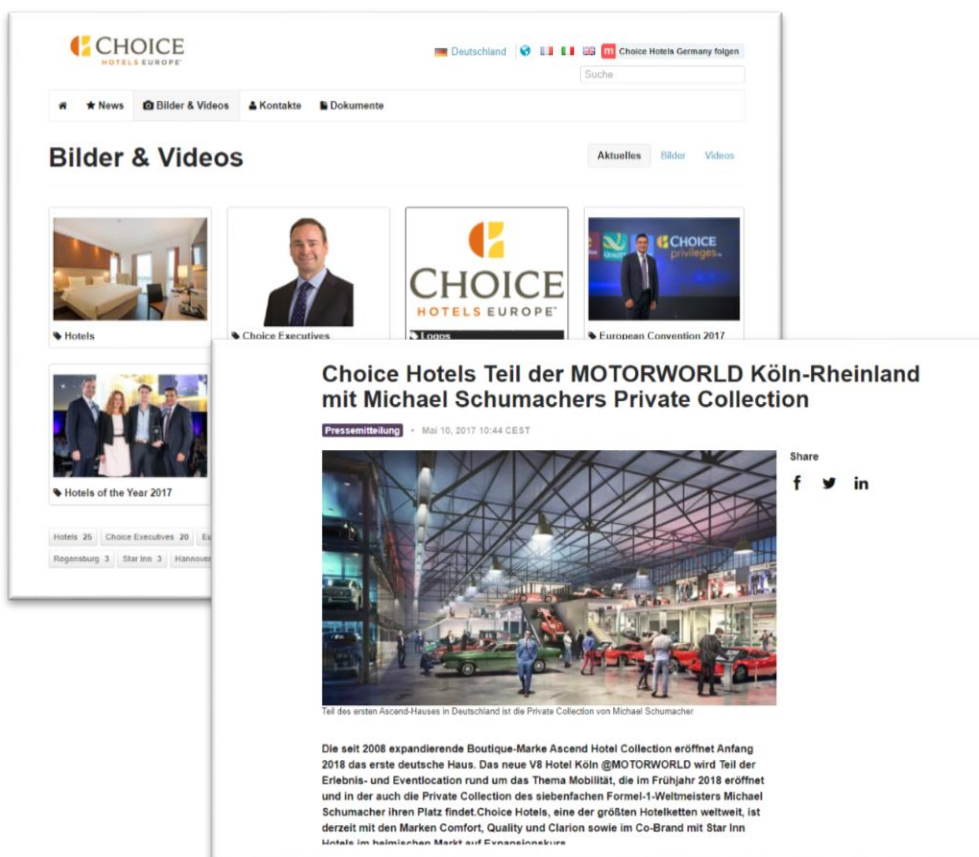 CHOICE
HOTELS EUROPE
Deutschland
m Choice Hotels Germany folgen
Suche
News Bilder & Videos Kontakte Dokumente
Bilder & Videos
Aktuelles Bilder Videos
CHOICE
HOTELS EUROPE
CHOICE
privileges
Hotels
Choice Executives
Logos
European Convention 2017
Hotels of the Year 2017
Hotels 25 Choice Executives 20
Regensburg 3 Star Inn 3 Hannover
Choice Hotels Teil der MOTORWORLD Köln-Rheinland
mit Michael Schumachers Private Collection
Pressemitteilung • Mai 10, 2017 10:44 CEST
Share
Teil des ersten Ascend-Hauses in Deutschland ist die Private Collection von Michael Schumacher
Die seit 2008 expandierende Boutique-Marke Ascend Hotel Collection eröffnet Anfang
2018 das erste deutsche Haus. Das neue V8 Hotel Köln @MOTORWORLD wird Teil der
Erlebnis- und Eventlocation rund um das Thema Mobilität, die im Frühjahr 2018 eröffnet
und in der auch die Private Collection des siebenfachen Formel-1-Weltmeisters Michael
Schumacher ihren Platz findet.Choice Hotels, eine der größten Hotelketten weltweit, ist
derzeit mit den Marken Comfort, Quality und Clarion sowie im Co-Brand mit Star Inn
Hotels im heimischen Markt auf Expansionskurs